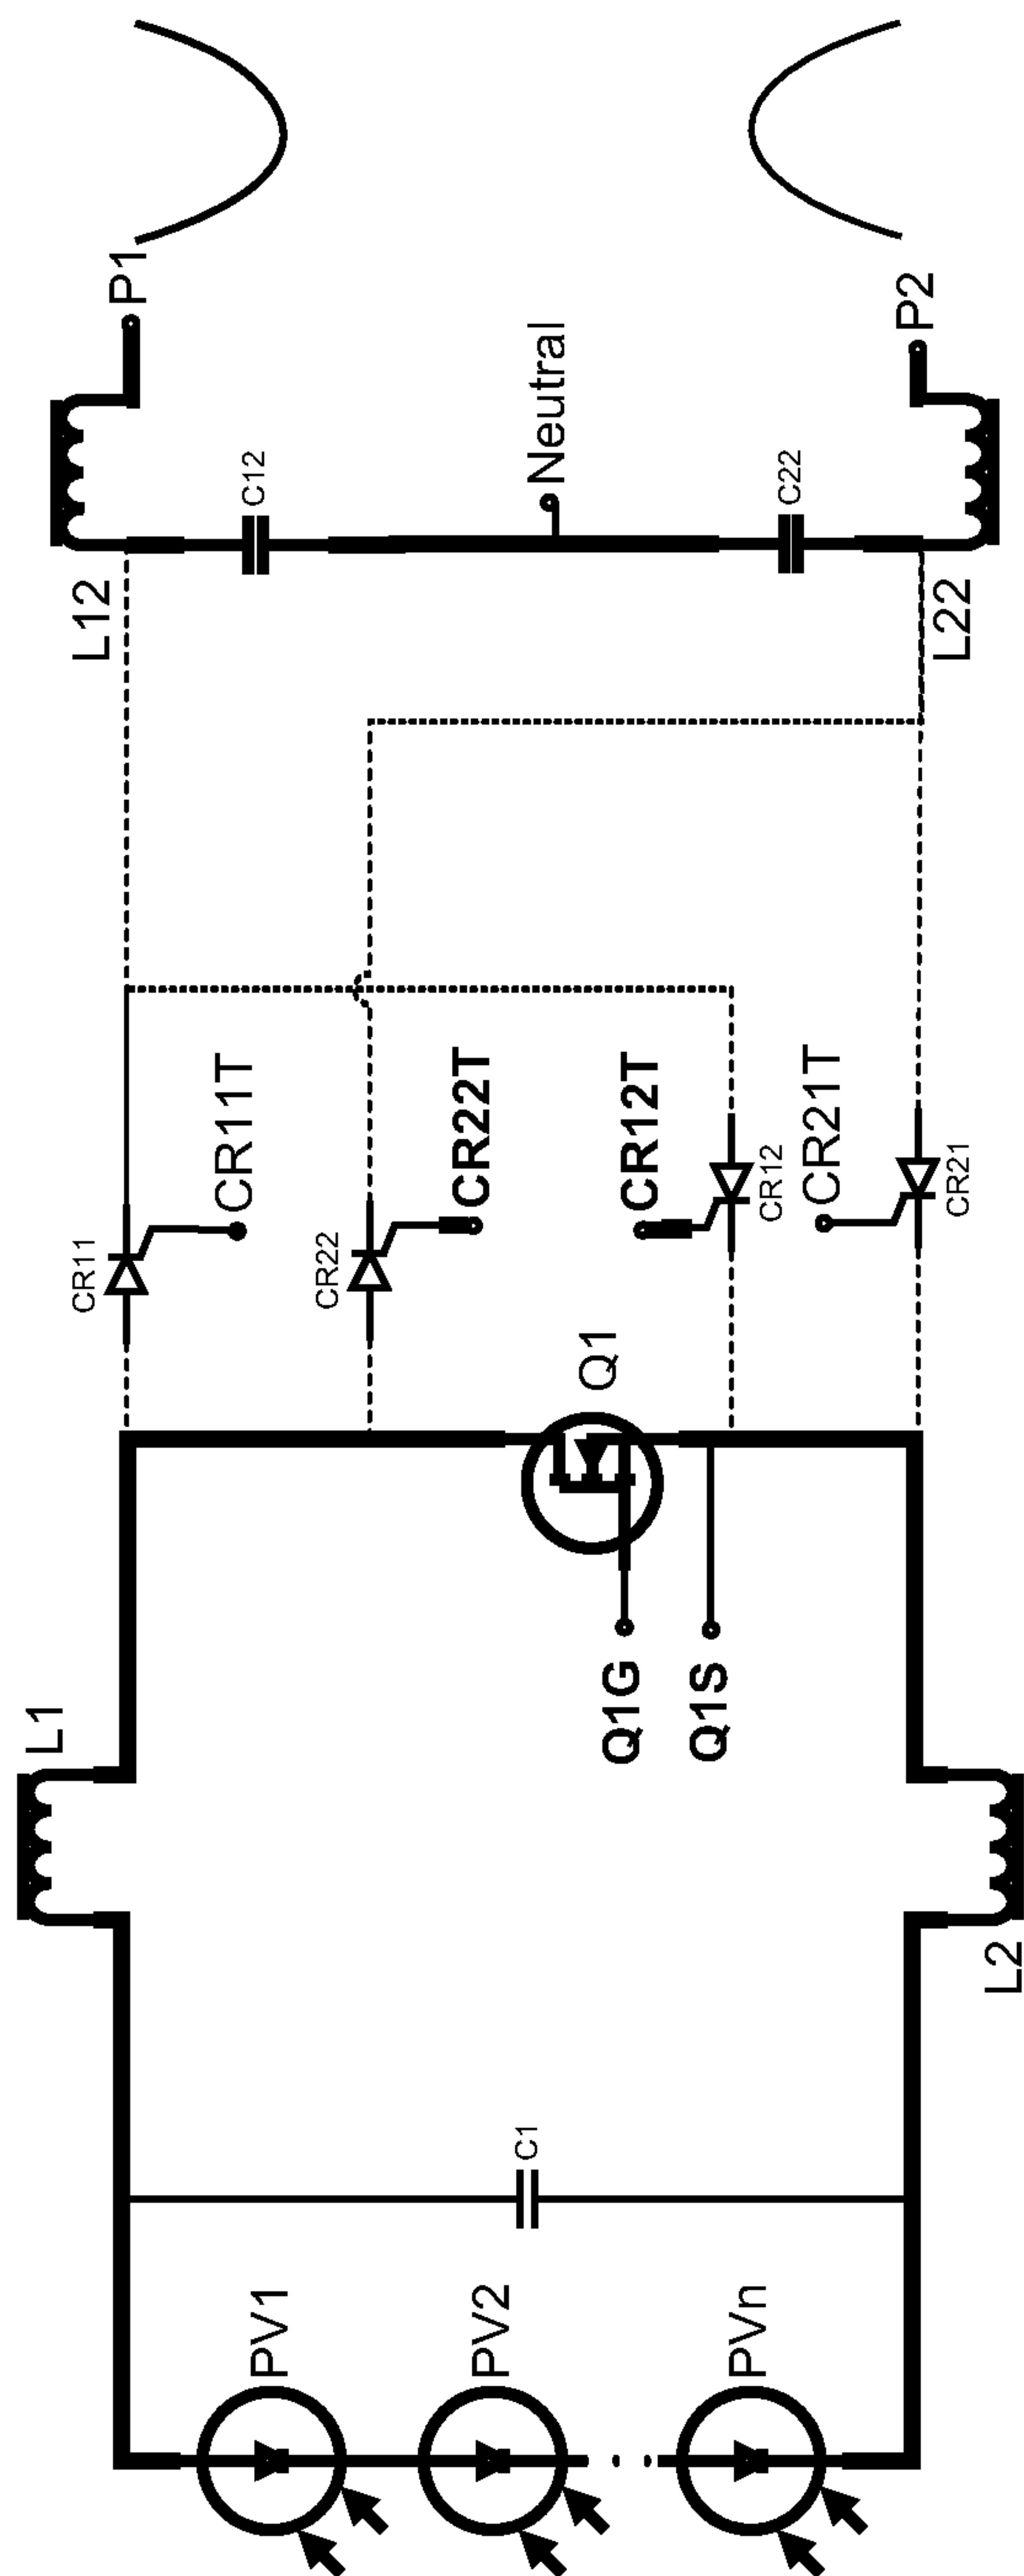 P1
P2
Neutral
C12
C22
L12
L22
CR11T
CR22T
CR12T
CR21T
CR11
CR22
CR12
CR21
Q1
Q1G
Q1S
L1
L2
C1
PV1
PV2
PVn